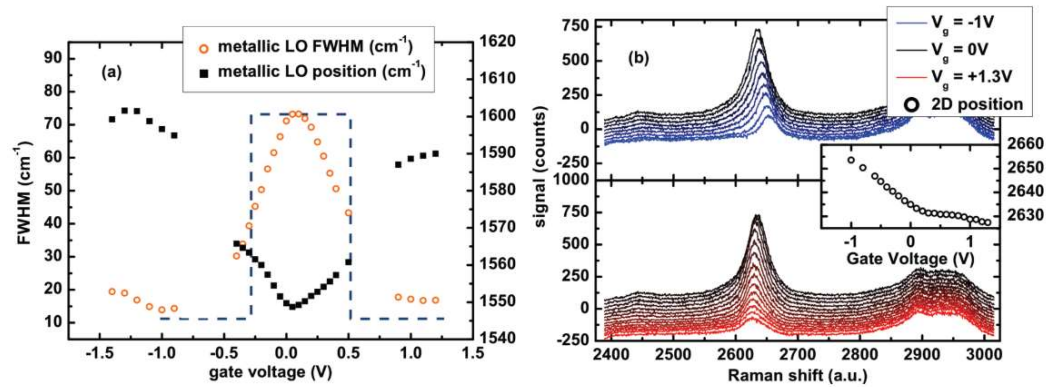 (a)
metallic LO FWHM (cm⁻¹)
metallic LO position (cm⁻¹)
FWHM (cm⁻¹)
90
80
70
60
50
40
30
20
10
1620
1610
1600
1590
1580
1570
1560
1550
1540
-1.5 -1.0 -0.5 0.0 0.5 1.0 1.5
gate voltage (V)
(b)
V_g = -1V
V_g = 0V
V_g = +1.3V
2D position
signal (counts)
750
500
250
0
-250
1000
750
500
250
0
-250
2660
2650
2640
2630
-1 0 1
Gate Voltage (V)
2400 2500 2600 2700 2800 2900 3000
Raman shift (a.u.)